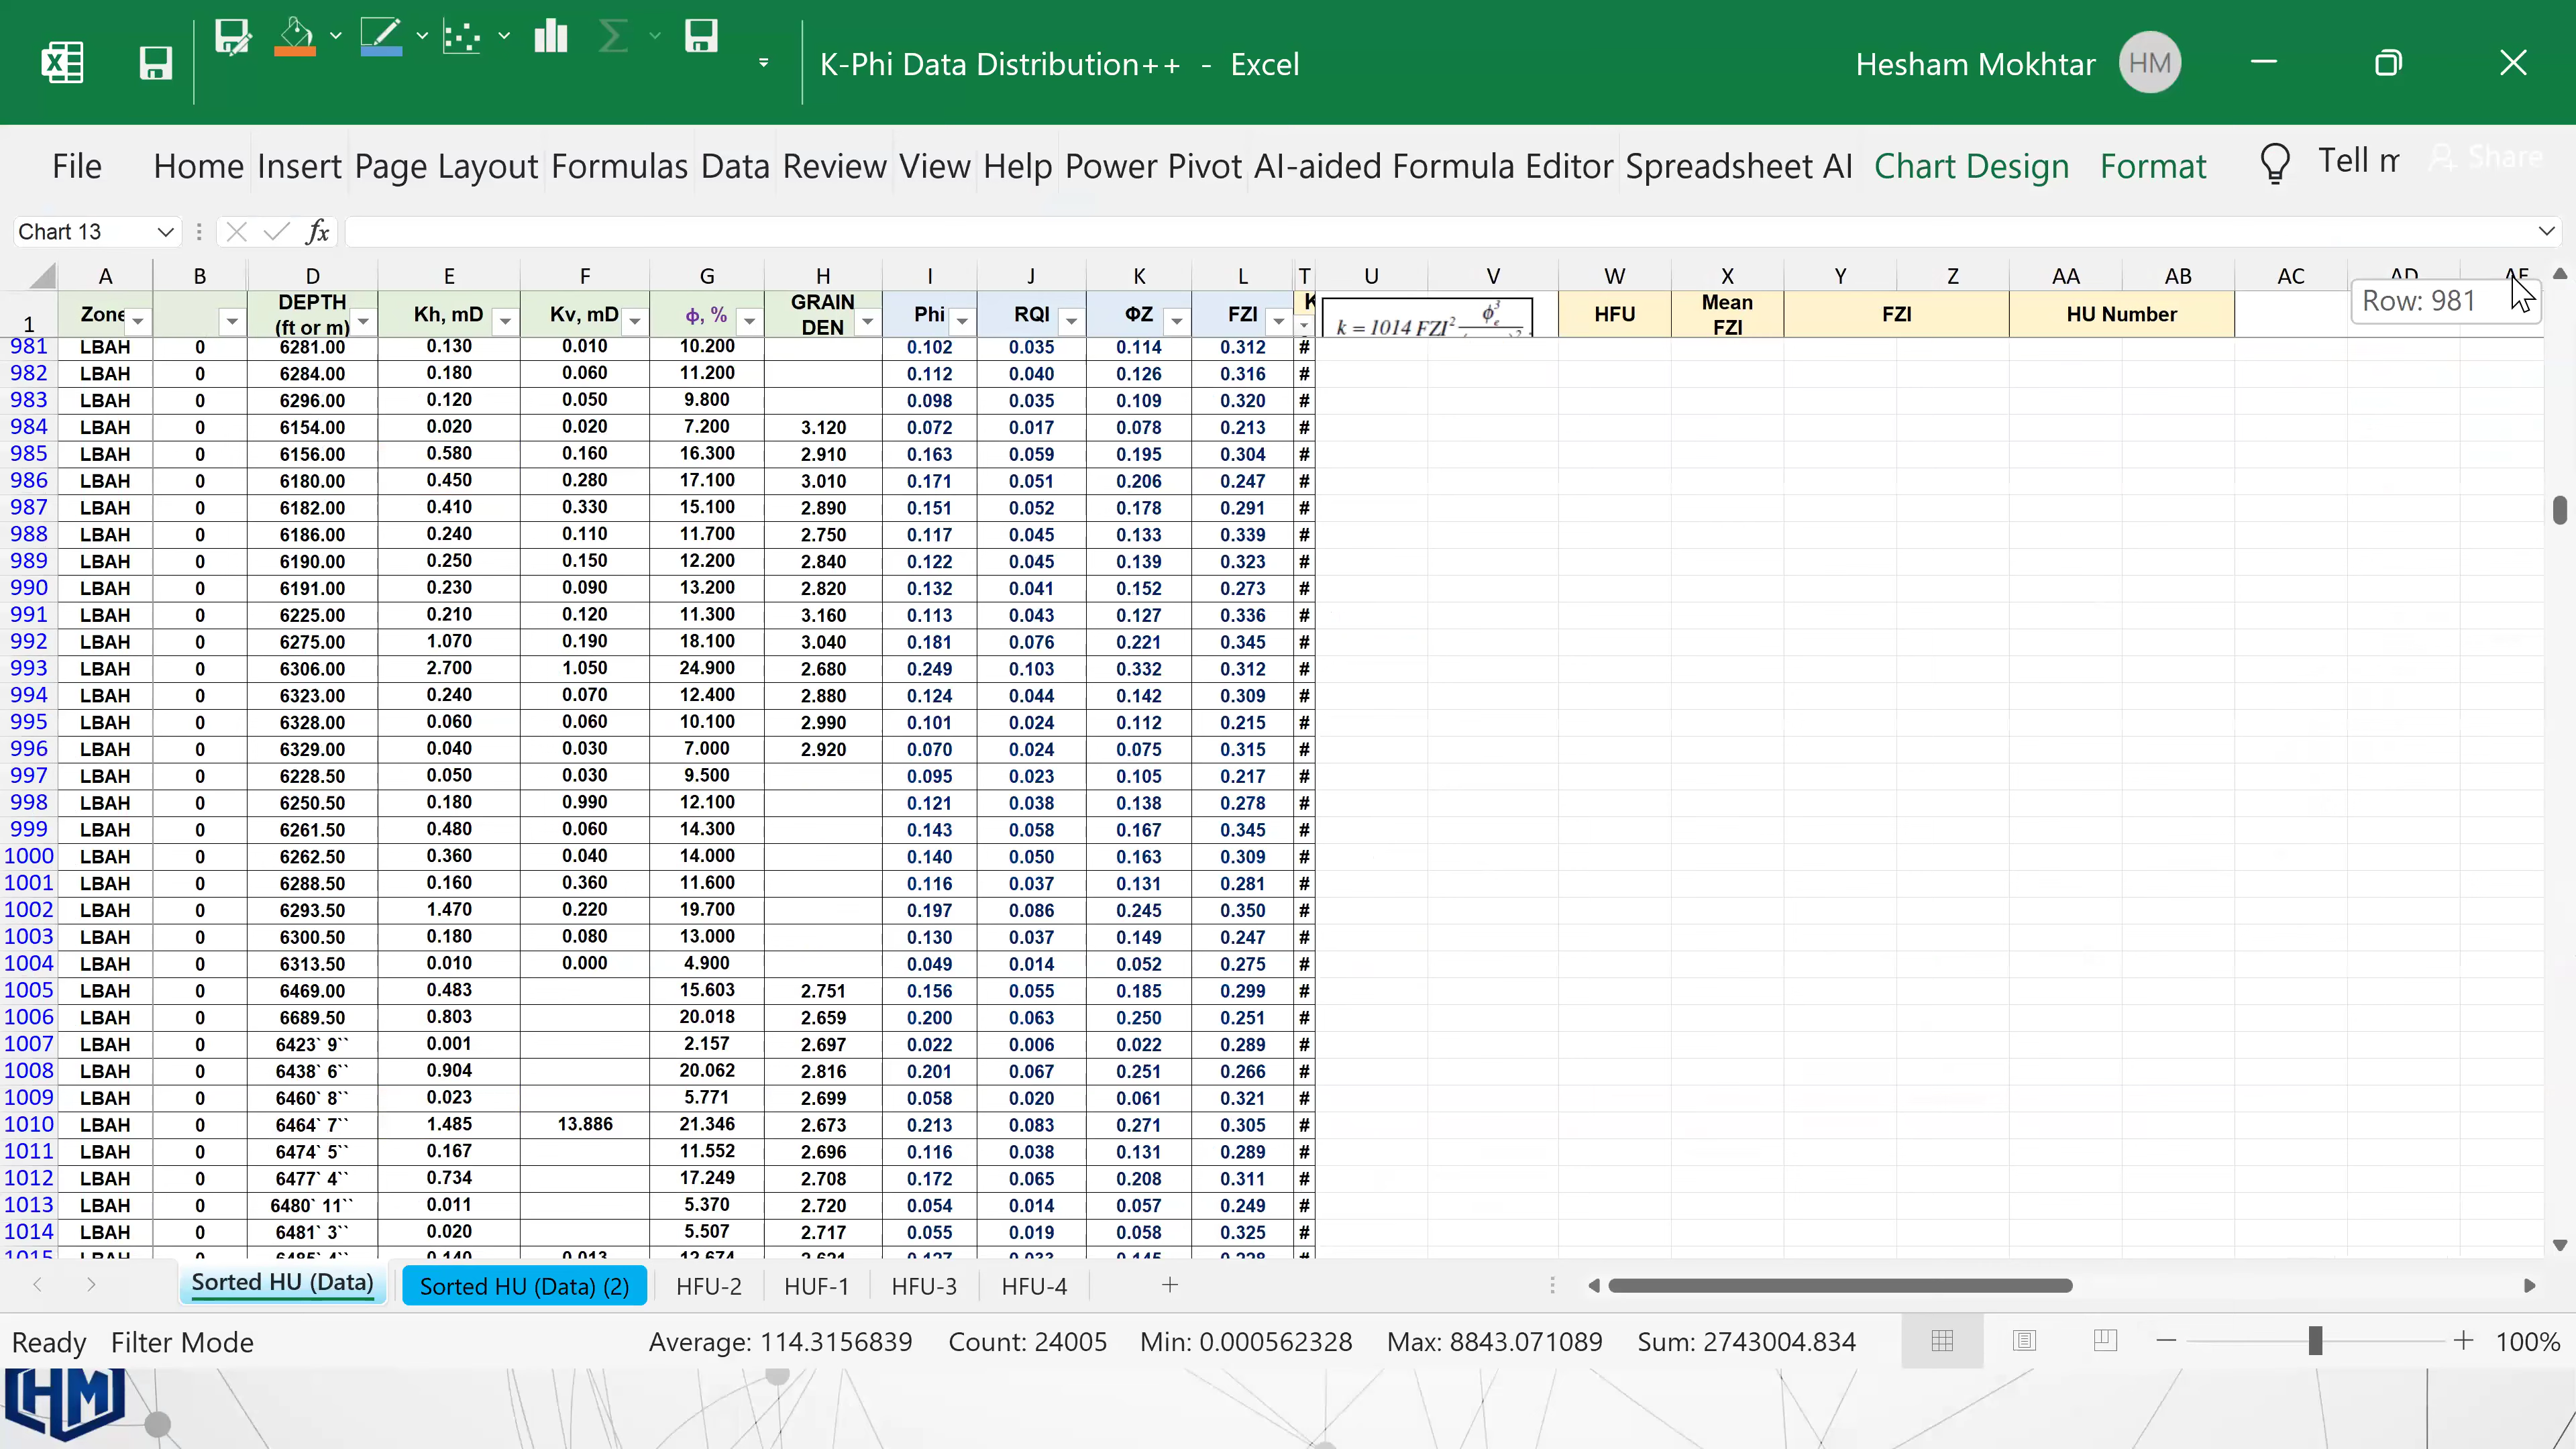 K-Phi Data Distribution++ - Excel
Hesham Mokhtar HM
File Home Insert Page Layout Formulas Data Review View Help Power Pivot AI-aided Formula Editor Spreadsheet AI Chart Design Format Tell m Share
Chart 13 fx
A B D E F G H I J K L T U V W X Y Z AA AB AC AD AE
1 Zone DEPTH (ft or m) Kh, mD Kv, mD ϕ, % GRAIN DEN Phi RQI ΦZ FZI K HFU Mean FZI FZI HU Number
Row: 981
981 LBAH 0 6281.00 0.130 0.010 10.200 0.102 0.035 0.114 0.312 #
982 LBAH 0 6284.00 0.180 0.060 11.200 0.112 0.040 0.126 0.316 #
983 LBAH 0 6296.00 0.120 0.050 9.800 0.098 0.035 0.109 0.320 #
984 LBAH 0 6154.00 0.020 0.020 7.200 3.120 0.072 0.017 0.078 0.213 #
985 LBAH 0 6156.00 0.580 0.160 16.300 2.910 0.163 0.059 0.195 0.304 #
986 LBAH 0 6180.00 0.450 0.280 17.100 3.010 0.171 0.051 0.206 0.247 #
987 LBAH 0 6182.00 0.410 0.330 15.100 2.890 0.151 0.052 0.178 0.291 #
988 LBAH 0 6186.00 0.240 0.110 11.700 2.750 0.117 0.045 0.133 0.339 #
989 LBAH 0 6190.00 0.250 0.150 12.200 2.840 0.122 0.045 0.139 0.323 #
990 LBAH 0 6191.00 0.230 0.090 13.200 2.820 0.132 0.041 0.152 0.273 #
991 LBAH 0 6225.00 0.210 0.120 11.300 3.160 0.113 0.043 0.127 0.336 #
992 LBAH 0 6275.00 1.070 0.190 18.100 3.040 0.181 0.076 0.221 0.345 #
993 LBAH 0 6306.00 2.700 1.050 24.900 2.680 0.249 0.103 0.332 0.312 #
994 LBAH 0 6323.00 0.240 0.070 12.400 2.880 0.124 0.044 0.142 0.309 #
995 LBAH 0 6328.00 0.060 0.060 10.100 2.990 0.101 0.024 0.112 0.215 #
996 LBAH 0 6329.00 0.040 0.030 7.000 2.920 0.070 0.024 0.075 0.315 #
997 LBAH 0 6228.50 0.050 0.030 9.500 0.095 0.023 0.105 0.217 #
998 LBAH 0 6250.50 0.180 0.990 12.100 0.121 0.038 0.138 0.278 #
999 LBAH 0 6261.50 0.480 0.060 14.300 0.143 0.058 0.167 0.345 #
1000 LBAH 0 6262.50 0.360 0.040 14.000 0.140 0.050 0.163 0.309 #
1001 LBAH 0 6288.50 0.160 0.360 11.600 0.116 0.037 0.131 0.281 #
1002 LBAH 0 6293.50 1.470 0.220 19.700 0.197 0.086 0.245 0.350 #
1003 LBAH 0 6300.50 0.180 0.080 13.000 0.130 0.037 0.149 0.247 #
1004 LBAH 0 6313.50 0.010 0.000 4.900 0.049 0.014 0.052 0.275 #
1005 LBAH 0 6469.00 0.483 15.603 2.751 0.156 0.055 0.185 0.299 #
1006 LBAH 0 6689.50 0.803 20.018 2.659 0.200 0.063 0.250 0.251 #
1007 LBAH 0 6423` 9`` 0.001 2.157 2.697 0.022 0.006 0.022 0.289 #
1008 LBAH 0 6438` 6`` 0.904 20.062 2.816 0.201 0.067 0.251 0.266 #
1009 LBAH 0 6460` 8`` 0.023 5.771 2.699 0.058 0.020 0.061 0.321 #
1010 LBAH 0 6464` 7`` 1.485 13.886 21.346 2.673 0.213 0.083 0.271 0.305 #
1011 LBAH 0 6474` 5`` 0.167 11.552 2.696 0.116 0.038 0.131 0.289 #
1012 LBAH 0 6477` 4`` 0.734 17.249 2.708 0.172 0.065 0.208 0.311 #
1013 LBAH 0 6480` 11`` 0.011 5.370 2.720 0.054 0.014 0.057 0.249 #
1014 LBAH 0 6481` 3`` 0.020 5.507 2.717 0.055 0.019 0.058 0.325 #
Sorted HU (Data) Sorted HU (Data) (2) HFU-2 HUF-1 HFU-3 HFU-4 +
Ready Filter Mode Average: 114.3156839 Count: 24005 Min: 0.000562328 Max: 8843.071089 Sum: 2743004.834 100%
HM